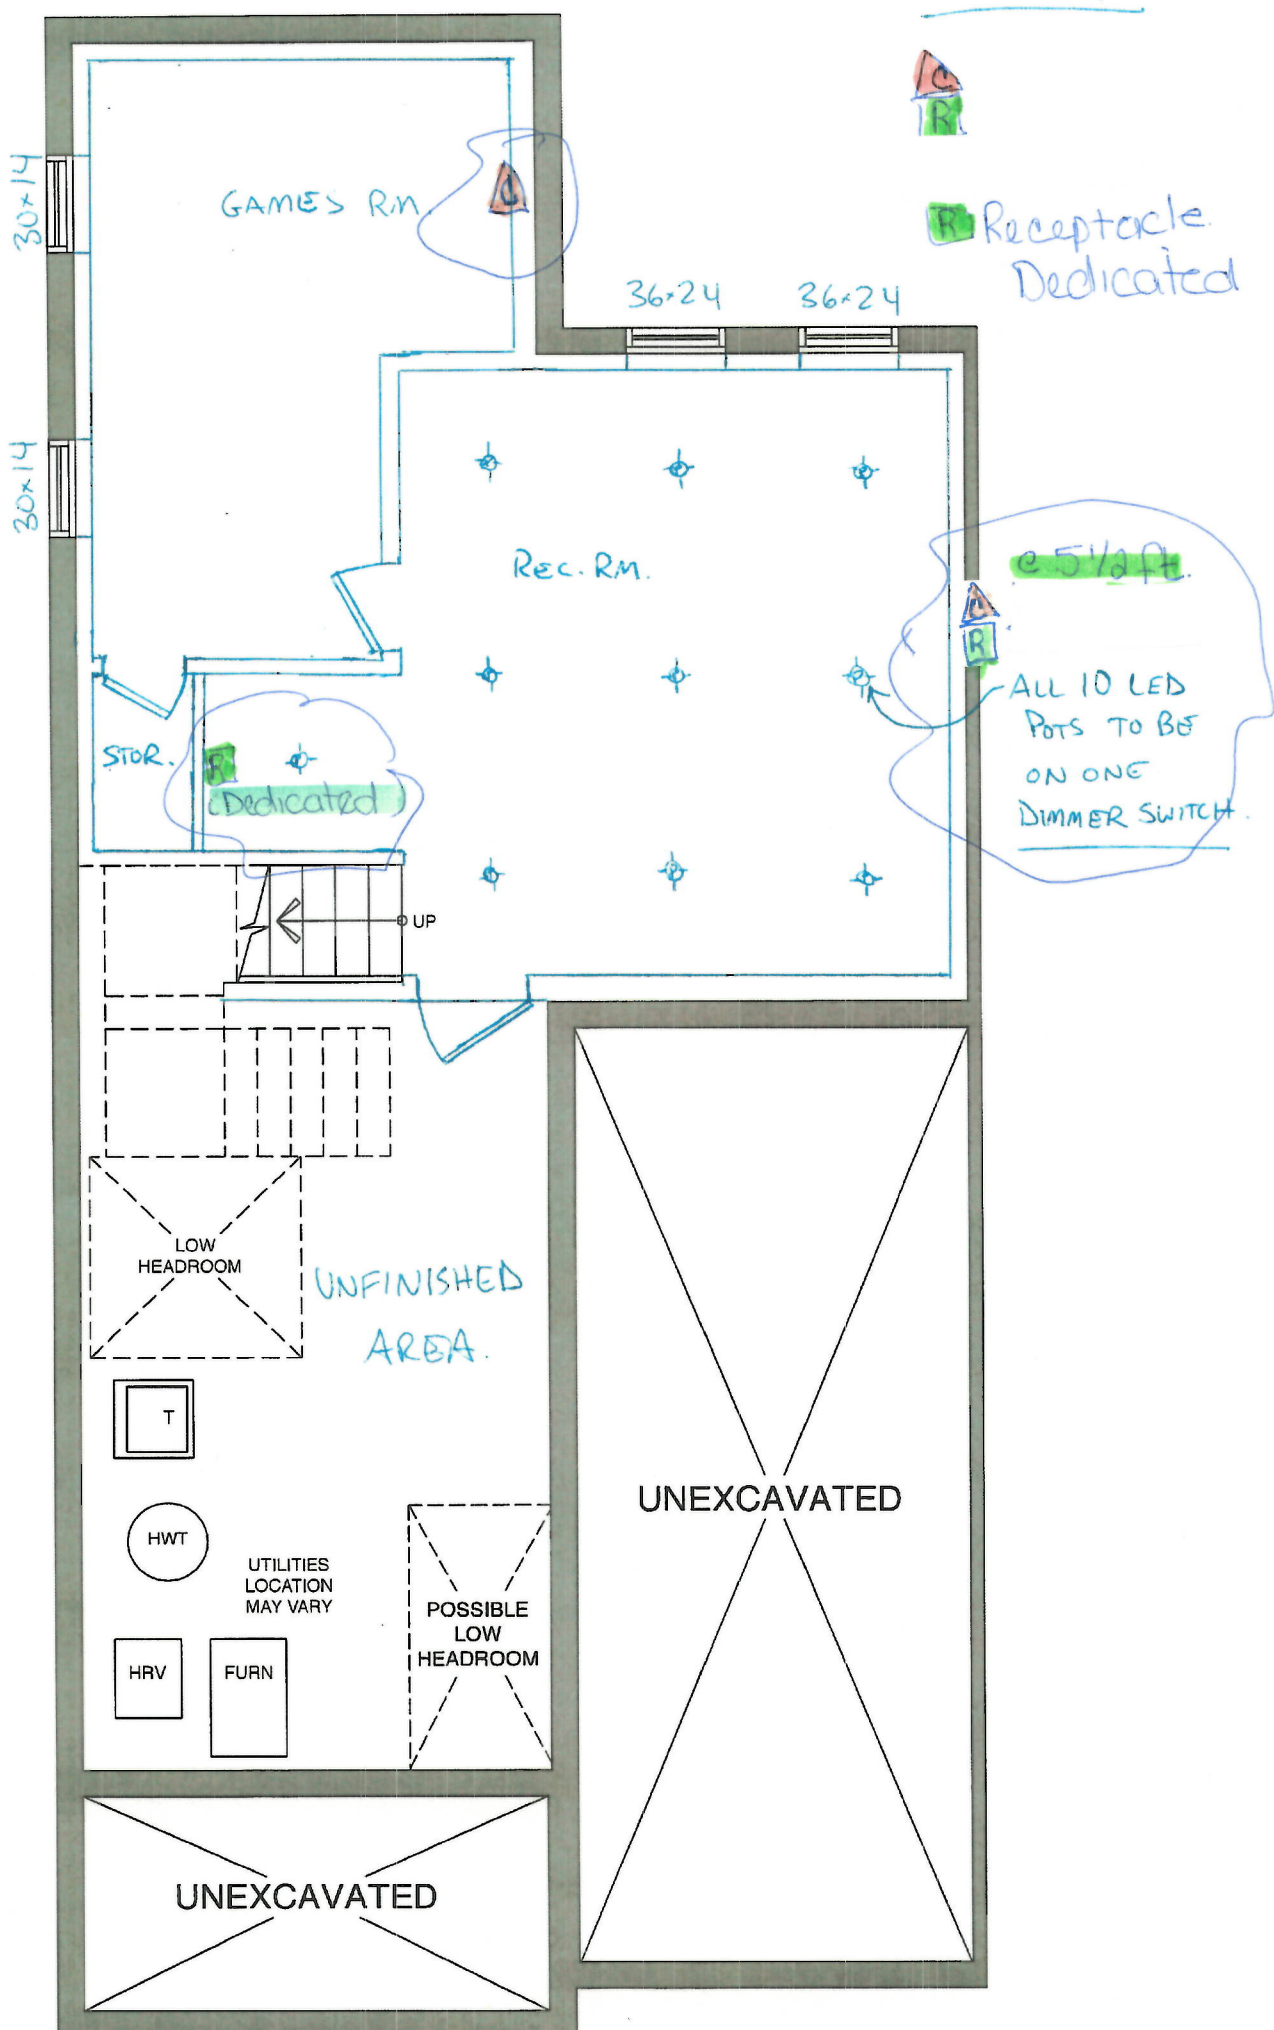 C
R
R Receptacle
Dedicated
GAMES RM
C
30x14
36x24
36x24
30x14
REC. RM.
@ 5 1/2 ft.
C
R
ALL 10 LED
POTS TO BE
ON ONE
DIMMER SWITCH.
STOR.
R
(Dedicated)
UP
LOW
HEADROOM
UNFINISHED
AREA.
T
HWT
UTILITIES
LOCATION
MAY VARY
HRV
FURN
POSSIBLE
LOW
HEADROOM
UNEXCAVATED
UNEXCAVATED